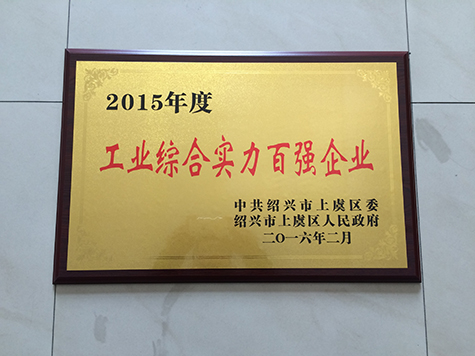 2015年度
工业综合实力百强企业
中共绍兴市上虞区委
绍兴市上虞区人民政府
二〇一六年二月